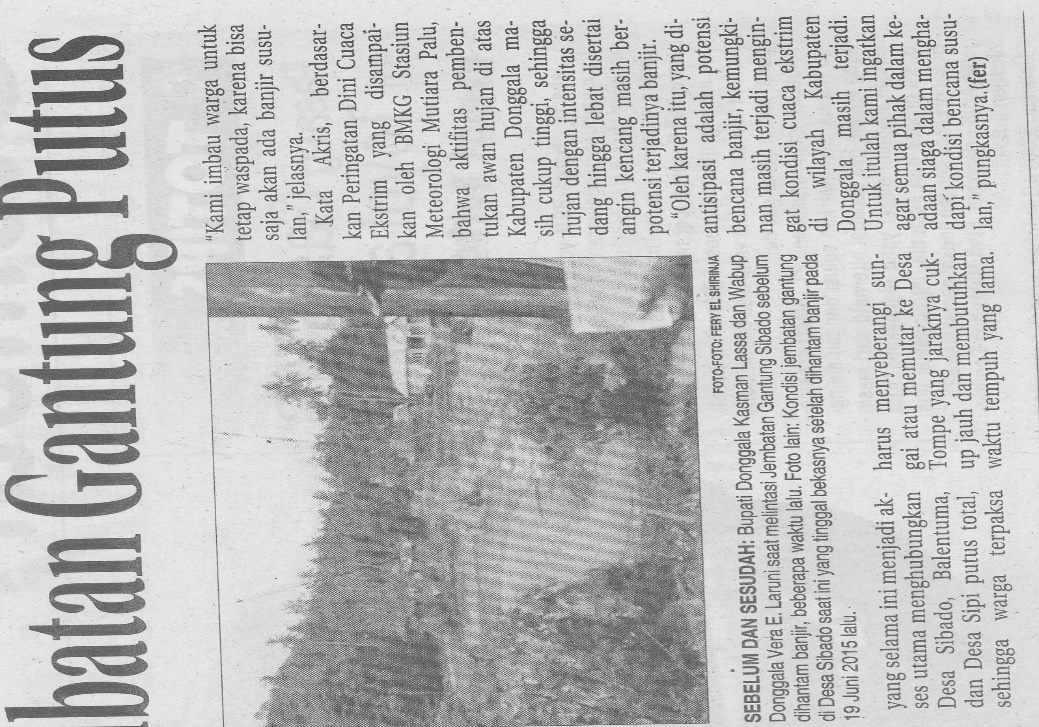 batan Gantung Putus
FOTO-FOTO: FERY EL SHIRINJA
SEBELUM DAN SESUDAH: Bupati Donggala Kasman Lassa dan Wabup
Donggala Vera E. Laruni saat melintasi Jembatan Gantung Sibado sebelum
dihantam banjir, beberapa waktu lalu. Foto lain: Kondisi jembatan gantung
di Desa Sibado saat ini yang tinggal bekasnya setelah dihantam banjir pada
19 Juni 2015 lalu.
yang selama ini menjadi ak-
ses utama menghubungkan
Desa Sibado, Balentuma,
dan Desa Sipi putus total,
sehingga warga terpaksa
harus menyeberangi sun-
gai atau memutar ke Desa
Tompe yang jaraknya cuk-
up jauh dan membutuhkan
waktu tempuh yang lama.
“Kami imbau warga untuk
tetap waspada, karena bisa
saja akan ada banjir susu-
lan,” jelasnya.
Kata Akris, berdasar-
kan Peringatan Dini Cuaca
Ekstrim yang disampai-
kan oleh BMKG Stasiun
Meteorologi Mutiara Palu,
bahwa aktifitas pemben-
tukan awan hujan di atas
Kabupaten Donggala ma-
sih cukup tinggi, sehingga
hujan dengan intensitas se-
dang hingga lebat disertai
angin kencang masih ber-
potensi terjadinya banjir.
“Oleh karena itu, yang di-
antisipasi adalah potensi
bencana banjir, kemungki-
nan masih terjadi mengin-
gat kondisi cuaca ekstrim
di wilayah Kabupaten
Donggala masih terjadi.
Untuk itulah kami ingatkan
agar semua pihak dalam ke-
adaan siaga dalam mengha-
dapi kondisi bencana susu-
lan,” pungkasnya.(fer)